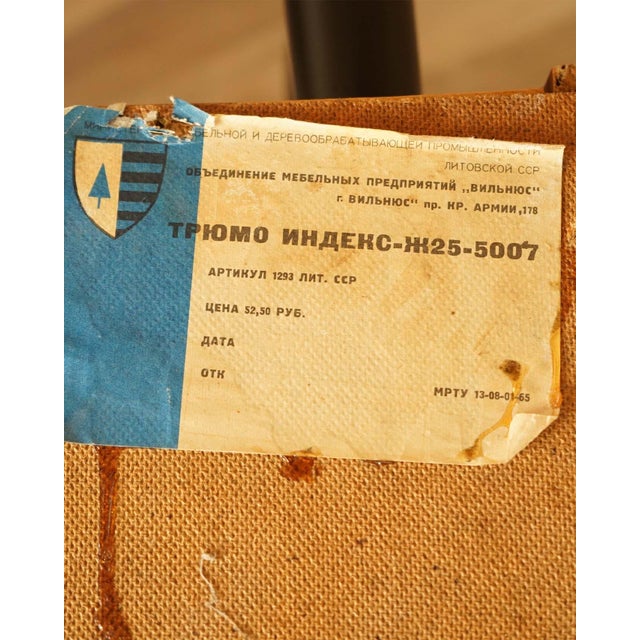 МЕБЕЛЬНОЙ И ДЕРЕВООБРАБАТЫВАЮЩЕЙ ПРОМЫШЛЕННОСТИ
ЛИТОВСКОЙ ССР
ОБЪЕДИНЕНИЕ МЕБЕЛЬНЫХ ПРЕДПРИЯТИЙ „ВИЛЬНЮС“
г. ВИЛЬНЮС" пр. КР. АРМИИ, 178
ТРЮМО ИНДЕКС-Ж25-5007
АРТИКУЛ 1293 ЛИТ. ССР
ЦЕНА 52,50 РУБ.
ДАТА
ОТК
МРТУ 13-08-01-65